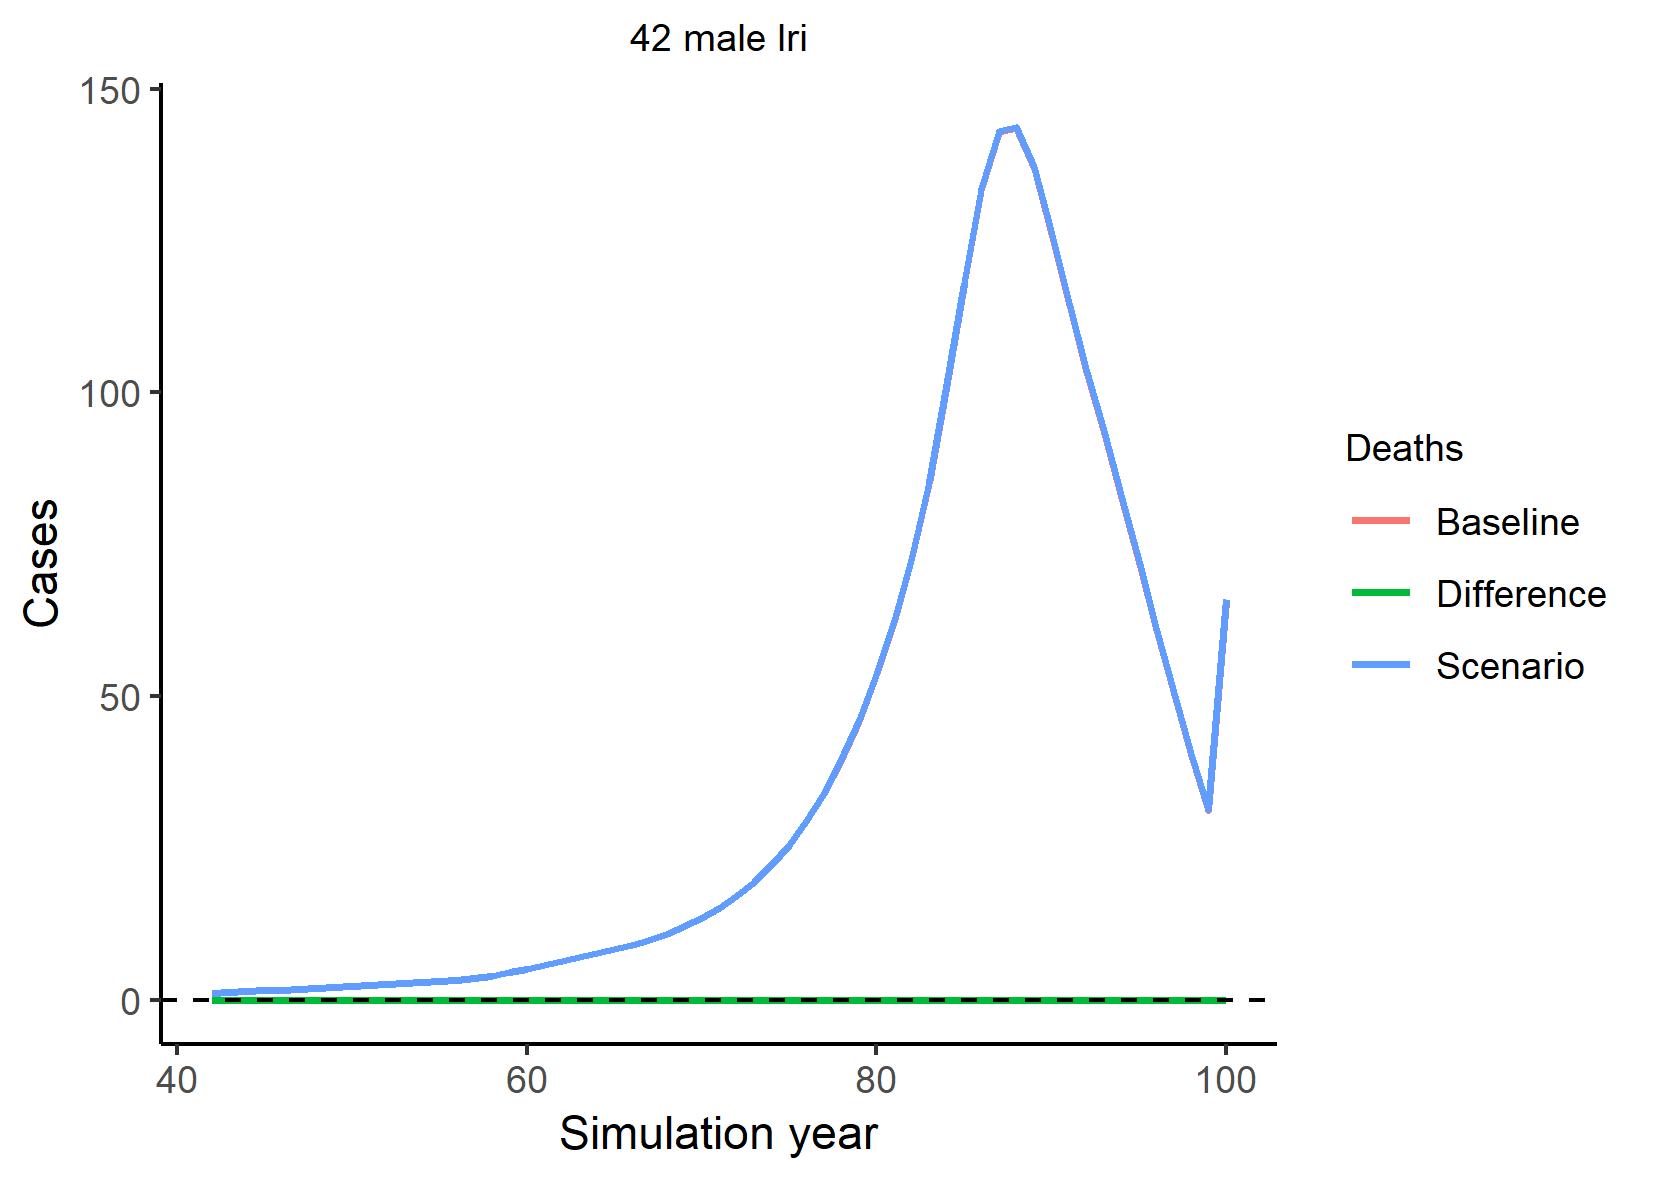 42 male lri
150
100
50
0
Cases
40 60 80 100
Simulation year
Deaths
Baseline
Difference
Scenario